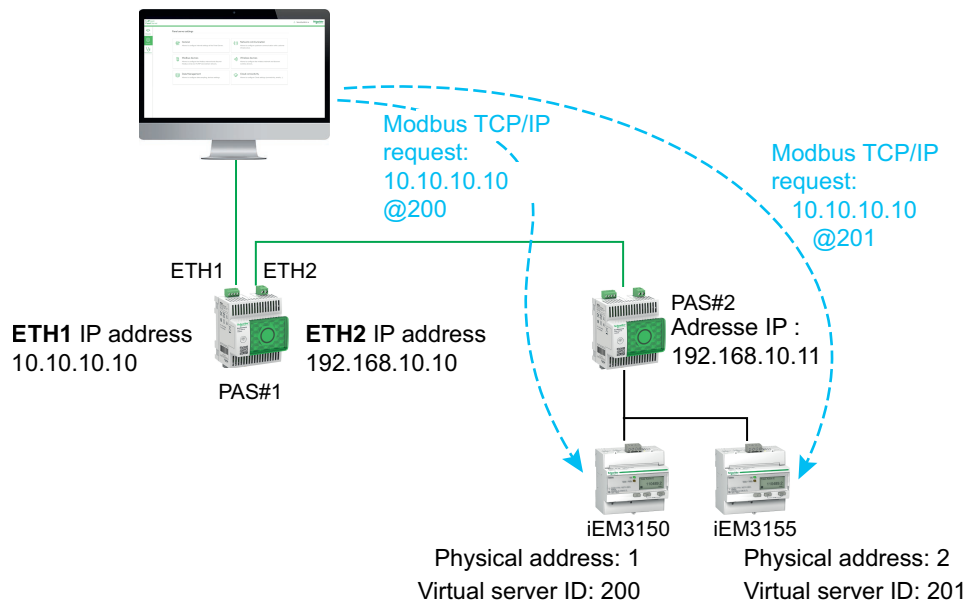 Modbus TCP/IP
request:
10.10.10.10
@200
Modbus TCP/IP
request:
10.10.10.10
@201
ETH1
ETH2
ETH1 IP address
10.10.10.10
ETH2 IP address
192.168.10.10
PAS#1
PAS#2
Adresse IP :
192.168.10.11
iEM3150
iEM3155
Physical address: 1
Virtual server ID: 200
Physical address: 2
Virtual server ID: 201